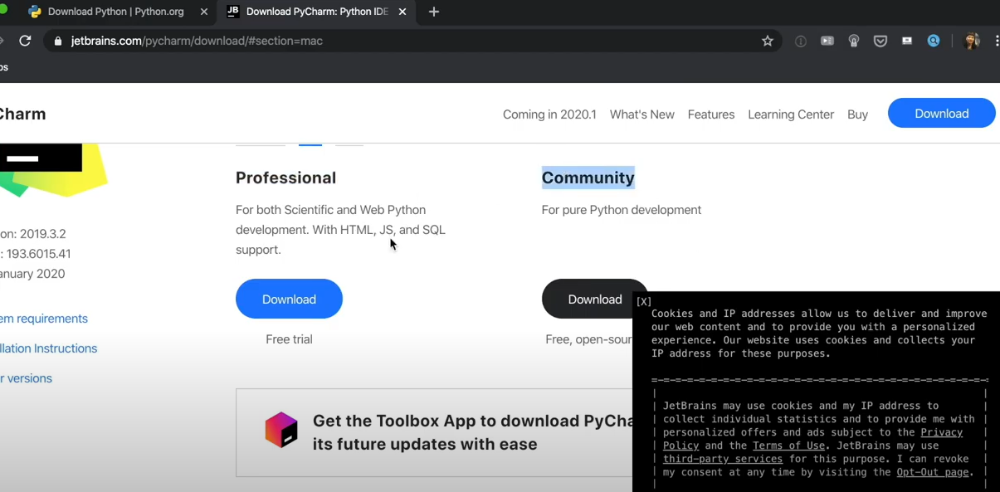 Download Python | Python.org
JB
Download PyCharm: Python IDE
jetbrains.com/pycharm/download/#section=mac
ps
Charm
Coming in 2020.1
What's New
Features
Learning Center
Buy
Download
Professional
For both Scientific and Web Python
development. With HTML, JS, and SQL
support.
Download
Free trial
Community
For pure Python development
Download
Free, open-sour
on: 2019.3.2
: 193.6015.41
anuary 2020
em requirements
llation Instructions
r versions
Get the Toolbox App to download PyCha
its future updates with ease
[X]
Cookies and IP addresses allow us to deliver and improve
our web content and to provide you with a personalized
experience. Our website uses cookies and collects your
IP address for these purposes.
JetBrains may use cookies and my IP address to
collect individual statistics and to provide me with
personalized offers and ads subject to the Privacy
Policy and the Terms of Use. JetBrains may use
third-party services for this purpose. I can revoke
my consent at any time by visiting the Opt-Out page.